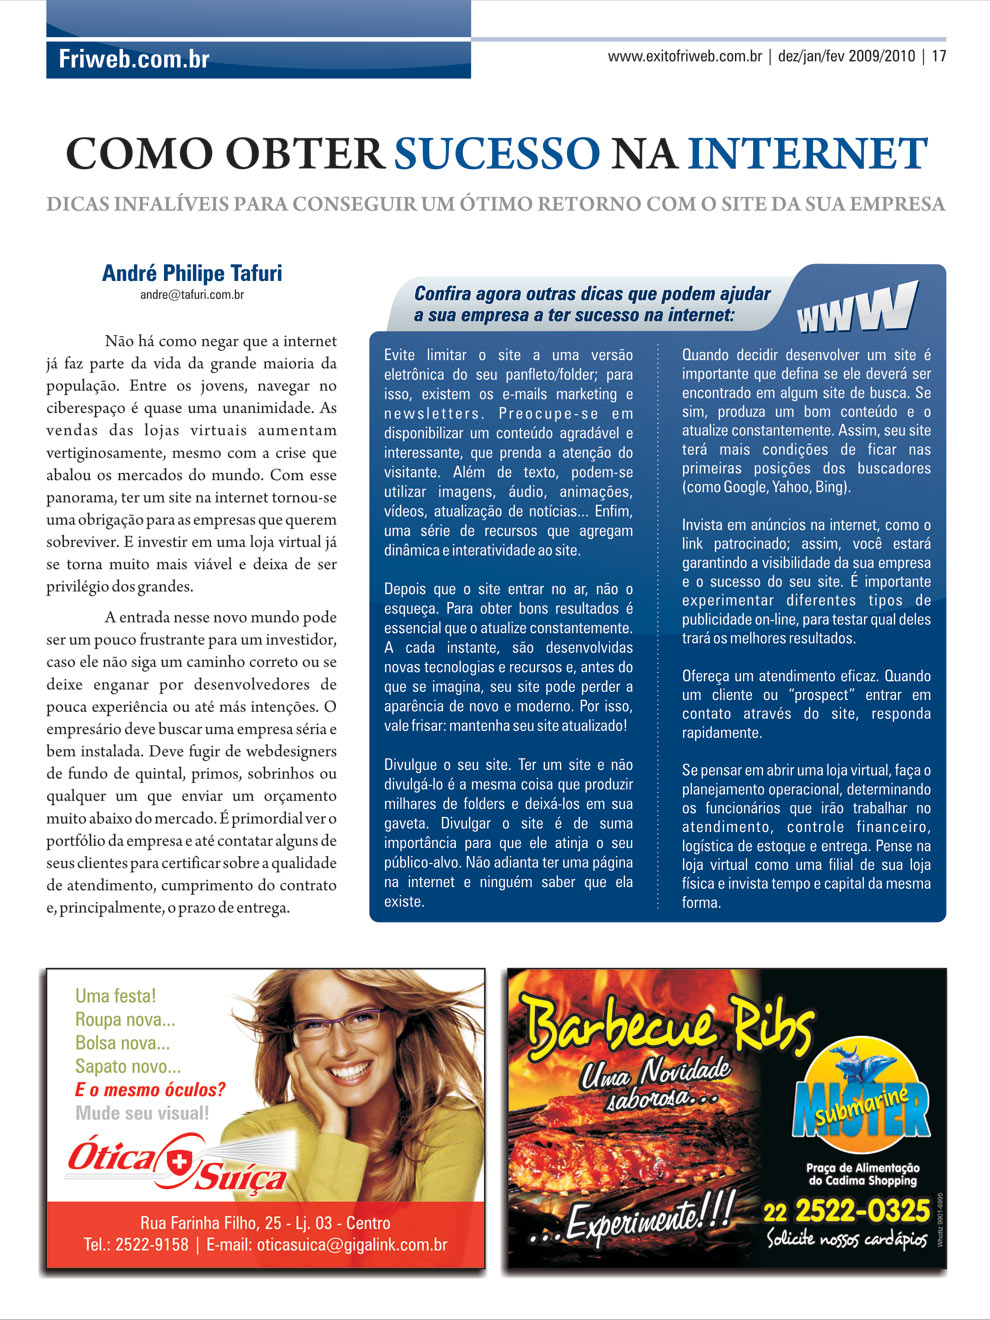 Friweb.com.br
www.exitofriweb.com.br | dez/jan/fev 2009/2010 | 17
COMO OBTER SUCESSO NA INTERNET
DICAS INFALÍVEIS PARA CONSEGUIR UM ÓTIMO RETORNO COM O SITE DA SUA EMPRESA
André Philipe Tafuri
andre@tafuri.com.br
Não há como negar que a internet
já faz parte da vida da grande maioria da
população. Entre os jovens, navegar no
ciberespaço é quase uma unanimidade. As
vendas das lojas virtuais aumentam
vertiginosamente, mesmo com a crise que
abalou os mercados do mundo. Com esse
panorama, ter um site na internet tornou-se
uma obrigação para as empresas que querem
sobreviver. E investir em uma loja virtual já
se torna muito mais viável e deixa de ser
privilégio dos grandes.
A entrada nesse novo mundo pode
ser um pouco frustrante para um investidor,
caso ele não siga um caminho correto ou se
deixe enganar por desenvolvedores de
pouca experiência ou até más intenções. O
empresário deve buscar uma empresa séria e
bem instalada. Deve fugir de webdesigners
de fundo de quintal, primos, sobrinhos ou
qualquer um que enviar um orçamento
muito abaixo do mercado. É primordial ver o
portfólio da empresa e até contatar alguns de
seus clientes para certificar sobre a qualidade
de atendimento, cumprimento do contrato
e, principalmente, o prazo de entrega.
Confira agora outras dicas que podem ajudar
a sua empresa a ter sucesso na internet:
www
Evite limitar o site a uma versão
eletrônica do seu panfleto/folder; para
isso, existem os e-mails marketing e
newsletters. Preocupe-se em
disponibilizar um conteúdo agradável e
interessante, que prenda a atenção do
visitante. Além de texto, podem-se
utilizar imagens, áudio, animações,
vídeos, atualização de notícias... Enfim,
uma série de recursos que agregam
dinâmica e interatividade ao site.
Depois que o site entrar no ar, não o
esqueça. Para obter bons resultados é
essencial que o atualize constantemente.
A cada instante, são desenvolvidas
novas tecnologias e recursos e, antes do
que se imagina, seu site pode perder a
aparência de novo e moderno. Por isso,
vale frisar: mantenha seu site atualizado!
Divulgue o seu site. Ter um site e não
divulgá-lo é a mesma coisa que produzir
milhares de folders e deixá-los em sua
gaveta. Divulgar o site é de suma
importância para que ele atinja o seu
público-alvo. Não adianta ter uma página
na internet e ninguém saber que ela
existe.
Quando decidir desenvolver um site é
importante que defina se ele deverá ser
encontrado em algum site de busca. Se
sim, produza um bom conteúdo e o
atualize constantemente. Assim, seu site
terá mais condições de ficar nas
primeiras posições dos buscadores
(como Google, Yahoo, Bing).
Invista em anúncios na internet, como o
link patrocinado; assim, você estará
garantindo a visibilidade da sua empresa
e o sucesso do seu site. É importante
experimentar diferentes tipos de
publicidade on-line, para testar qual deles
trará os melhores resultados.
Ofereça um atendimento eficaz. Quando
um cliente ou “prospect” entrar em
contato através do site, responda
rapidamente.
Se pensar em abrir uma loja virtual, faça o
planejamento operacional, determinando
os funcionários que irão trabalhar no
atendimento, controle financeiro,
logística de estoque e entrega. Pense na
loja virtual como uma filial de sua loja
física e invista tempo e capital da mesma
forma.
Uma festa!
Roupa nova...
Bolsa nova...
Sapato novo...
E o mesmo óculos?
Mude seu visual!
Ótica Suíça
Rua Farinha Filho, 25 - Lj. 03 - Centro
Tel.: 2522-9158 | E-mail: oticasuica@gigalink.com.br
Barbecue Ribs
Uma Novidade
saborosa...
...Experimente!!!
MISTER
submarine
Praça de Alimentação
do Cadima Shopping
22 2522-0325
Solicite nossos cardápios
Whottz 9901-6995